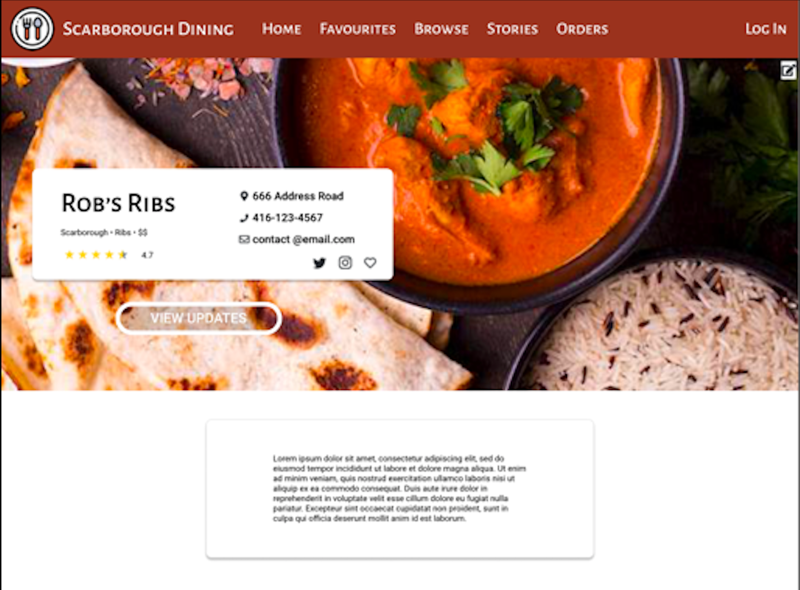 Scarborough Dining Home Favourites Browse Stories Orders Log In
Rob's Ribs
Scarborough • Ribs • $$
4.7
666 Address Road
416-123-4567
contact @email.com
VIEW UPDATES
Lorem ipsum dolor sit amet, consectetur adipiscing elit, sed do
eiusmod tempor incididunt ut labore et dolore magna aliqua. Ut enim
ad minim veniam, quis nostrud exercitation ullamco laboris nisi ut
aliquip ex ea commodo consequat. Duis aute irure dolor in
reprehenderit in voluptate velit esse cillum dolore eu fugiat nulla
pariatur. Excepteur sint occaecat cupidatat non proident, sunt in
culpa qui officia deserunt mollit anim id est laborum.